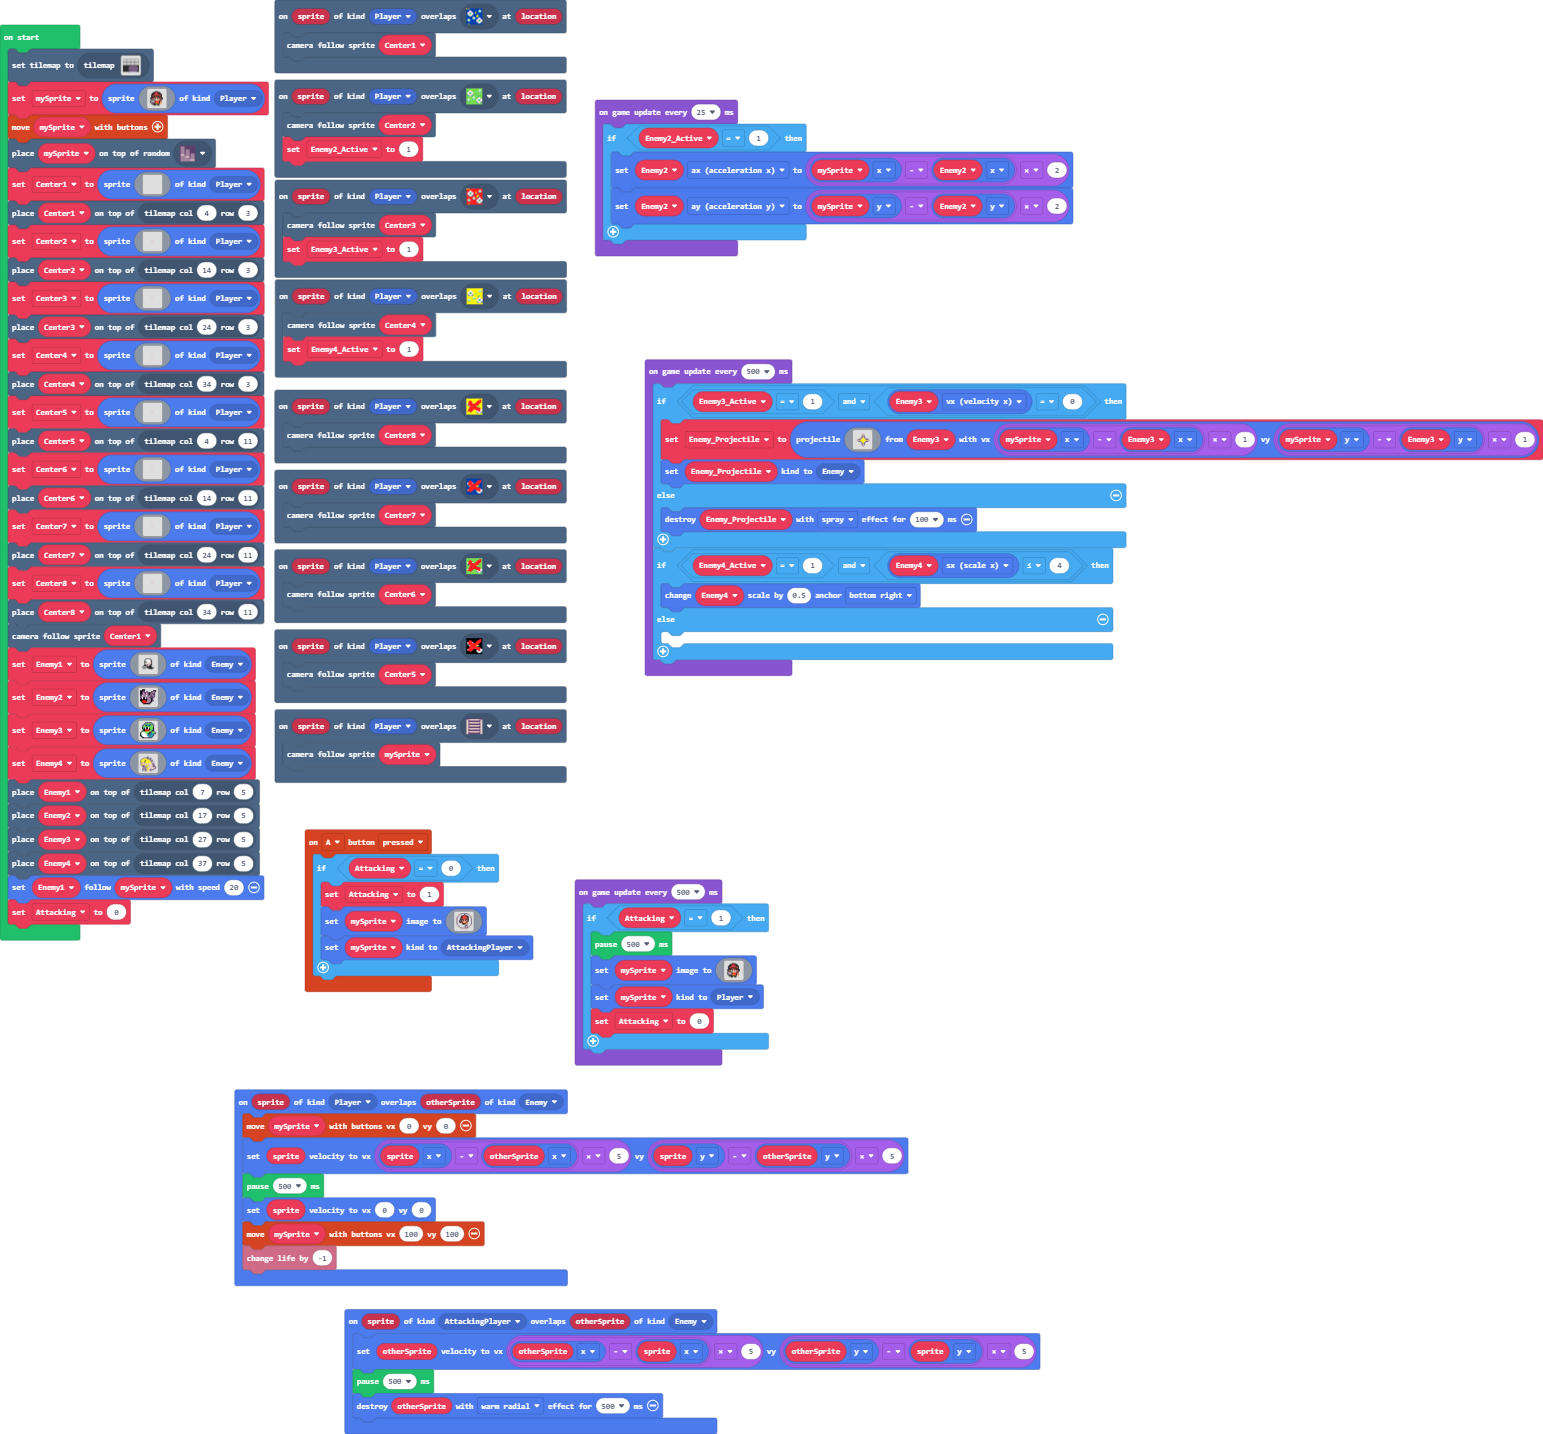 on start
set tilemap to tilemap
set mySprite to sprite of kind Player
move mySprite with buttons
place mySprite on top of random
set Center1 to sprite of kind Player
place Center1 on top of tilemap col 4 row 3
set Center2 to sprite of kind Player
place Center2 on top of tilemap col 14 row 3
set Center3 to sprite of kind Player
place Center3 on top of tilemap col 24 row 3
set Center4 to sprite of kind Player
place Center4 on top of tilemap col 34 row 3
set Center5 to sprite of kind Player
place Center5 on top of tilemap col 4 row 11
set Center6 to sprite of kind Player
place Center6 on top of tilemap col 14 row 11
set Center7 to sprite of kind Player
place Center7 on top of tilemap col 24 row 11
set Center8 to sprite of kind Player
place Center8 on top of tilemap col 34 row 11
camera follow sprite Center1
set Enemy1 to sprite of kind Enemy
set Enemy2 to sprite of kind Enemy
set Enemy3 to sprite of kind Enemy
set Enemy4 to sprite of kind Enemy
place Enemy1 on top of tilemap col 7 row 5
place Enemy2 on top of tilemap col 17 row 5
place Enemy3 on top of tilemap col 27 row 5
place Enemy4 on top of tilemap col 37 row 5
set Enemy1 follow mySprite with speed 20
set Attacking to 0
on sprite of kind Player overlaps at location
camera follow sprite Center1
on sprite of kind Player overlaps at location
camera follow sprite Center2
set Enemy2_Active to 1
on sprite of kind Player overlaps at location
camera follow sprite Center3
set Enemy3_Active to 1
on sprite of kind Player overlaps at location
camera follow sprite Center4
set Enemy4_Active to 1
on sprite of kind Player overlaps at location
camera follow sprite Center8
on sprite of kind Player overlaps at location
camera follow sprite Center7
on sprite of kind Player overlaps at location
camera follow sprite Center6
on sprite of kind Player overlaps at location
camera follow sprite Center5
on sprite of kind Player overlaps at location
camera follow sprite mySprite
on game update every 25 ms
if Enemy2_Active = 1 then
set Enemy2 ax (acceleration x) to mySprite x - Enemy2 x × 2
set Enemy2 ay (acceleration y) to mySprite y - Enemy2 y × 2
on game update every 500 ms
if Enemy3_Active = 1 and Enemy3 vx (velocity x) = 0 then
set Enemy_Projectile to projectile from Enemy3 with vx mySprite x - Enemy3 x × 1 vy mySprite y - Enemy3 y × 1
set Enemy_Projectile kind to Enemy
else
destroy Enemy_Projectile with spray effect for 100 ms
if Enemy4_Active = 1 and Enemy4 sx (scale x) ≤ 4 then
change Enemy4 scale by 0.5 anchor bottom right
else
on A button pressed
if Attacking = 0 then
set Attacking to 1
set mySprite image to
set mySprite kind to AttackingPlayer
on game update every 500 ms
if Attacking = 1 then
pause 500 ms
set mySprite image to
set mySprite kind to Player
set Attacking to 0
on sprite of kind Player overlaps otherSprite of kind Enemy
move mySprite with buttons vx 0 vy 0
set sprite velocity to vx sprite x - otherSprite x × 5 vy sprite y - otherSprite y × 5
pause 500 ms
set sprite velocity to vx 0 vy 0
move mySprite with buttons vx 100 vy 100
change life by -1
on sprite of kind AttackingPlayer overlaps otherSprite of kind Enemy
set otherSprite velocity to vx otherSprite x - sprite x × 5 vy otherSprite y - sprite y × 5
pause 500 ms
destroy otherSprite with warm radial effect for 500 ms